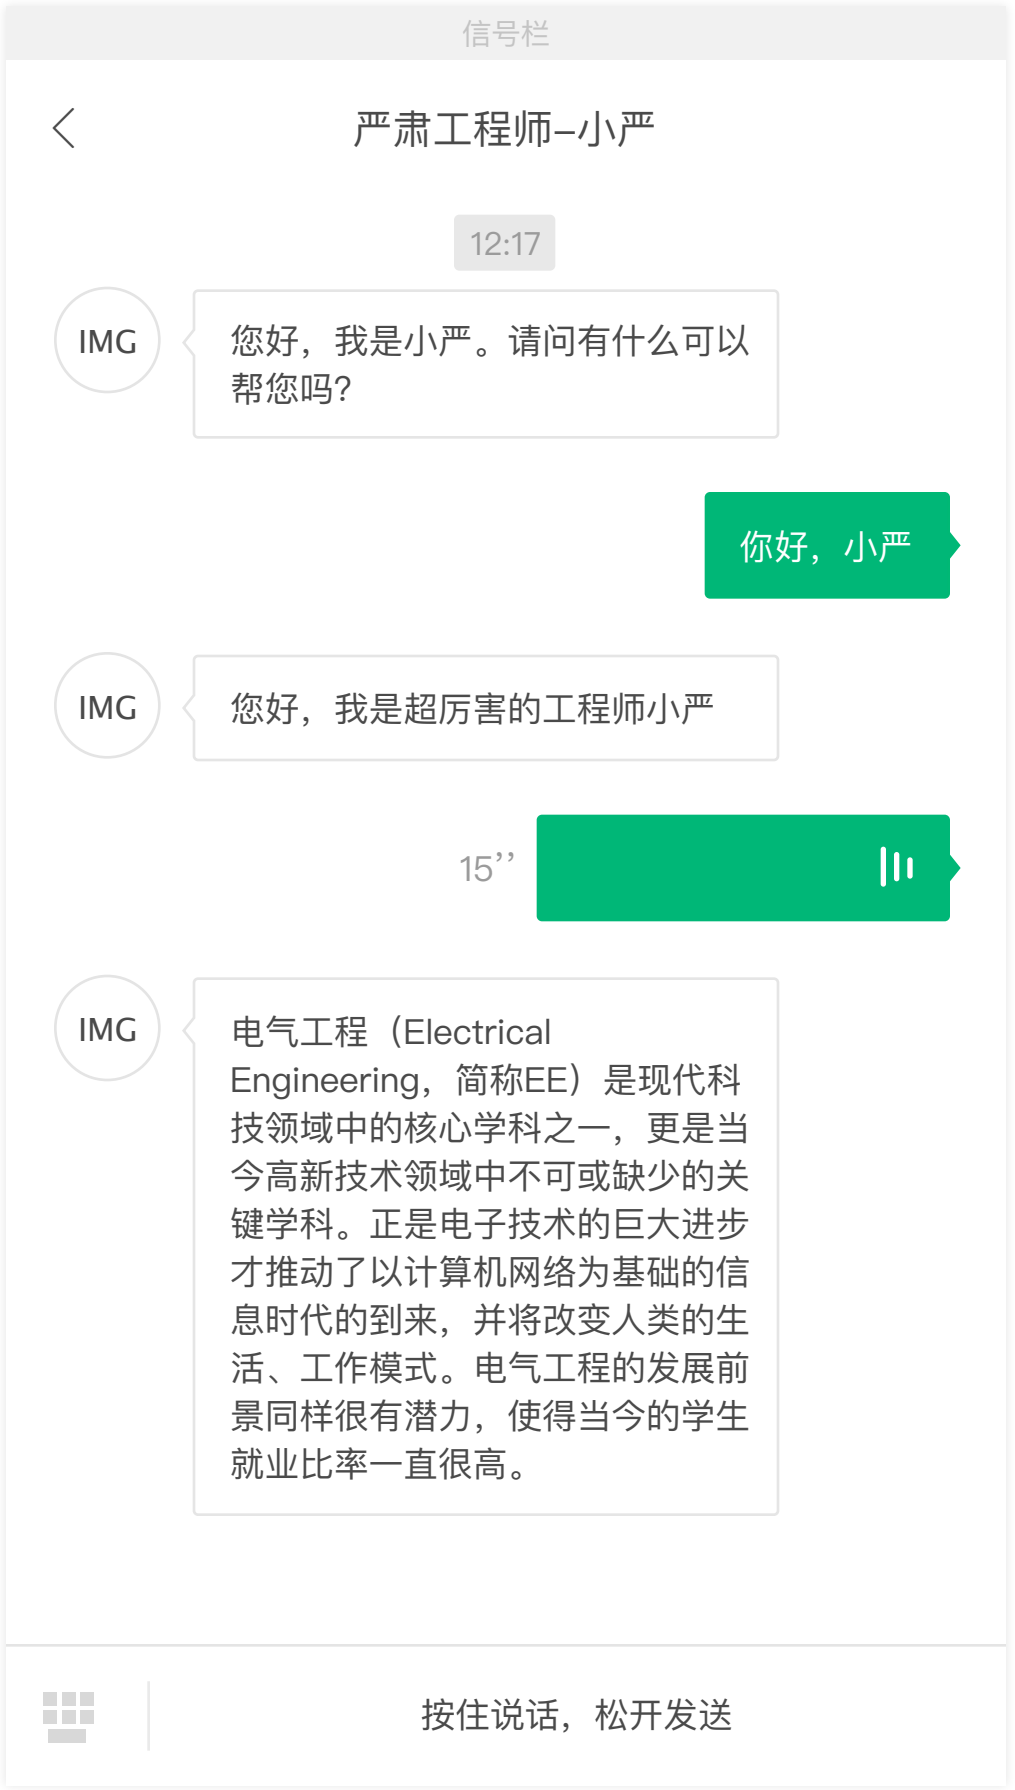 信号栏
严肃工程师–小严
12:17
IMG
您好，我是小严。请问有什么可以
帮您吗？
你好，小严
IMG
您好，我是超厉害的工程师小严
15’’
IMG
电气工程（Electrical
Engineering，简称EE）是现代科
技领域中的核心学科之一，更是当
今高新技术领域中不可或缺少的关
键学科。正是电子技术的巨大进步
才推动了以计算机网络为基础的信
息时代的到来，并将改变人类的生
活、工作模式。电气工程的发展前
景同样很有潜力，使得当今的学生
就业比率一直很高。
按住说话，松开发送